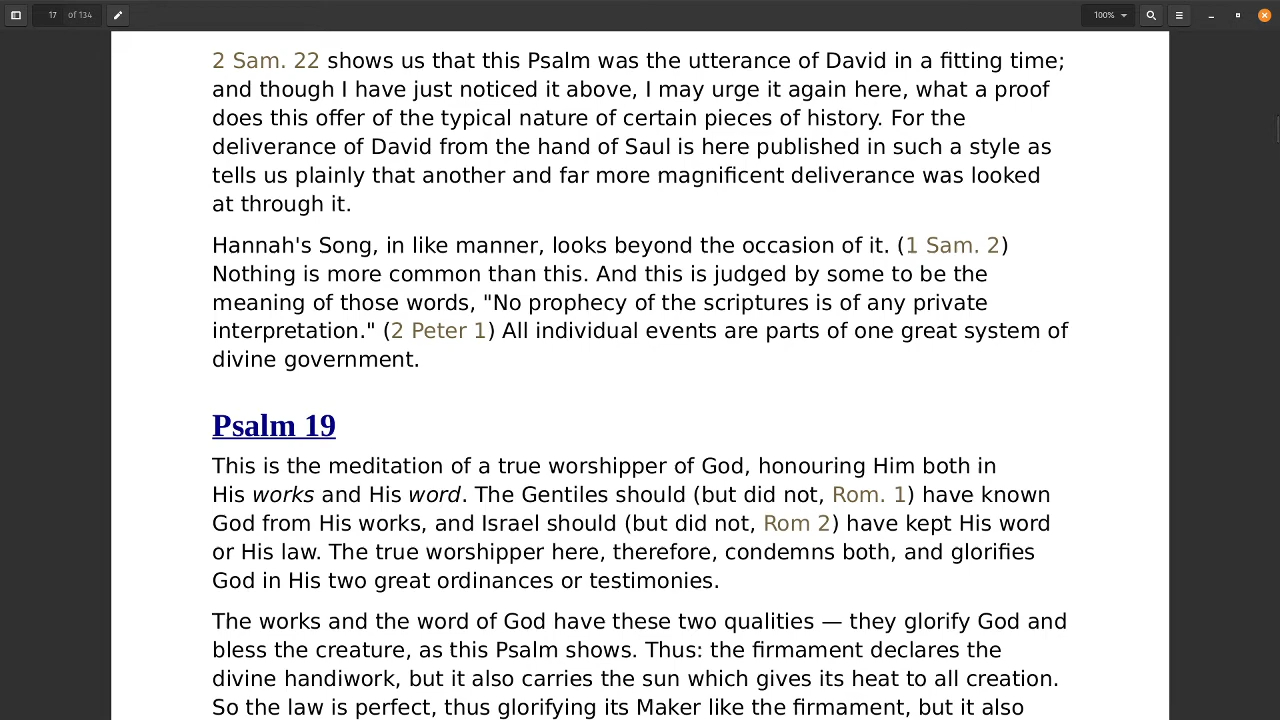 17 of 134
100%
2 Sam. 22 shows us that this Psalm was the utterance of David in a fitting time;
and though I have just noticed it above, I may urge it again here, what a proof
does this offer of the typical nature of certain pieces of history. For the
deliverance of David from the hand of Saul is here published in such a style as
tells us plainly that another and far more magnificent deliverance was looked
at through it.
Hannah's Song, in like manner, looks beyond the occasion of it. (1 Sam. 2)
Nothing is more common than this. And this is judged by some to be the
meaning of those words, "No prophecy of the scriptures is of any private
interpretation." (2 Peter 1) All individual events are parts of one great system of
divine government.
Psalm 19
This is the meditation of a true worshipper of God, honouring Him both in
His works and His word. The Gentiles should (but did not, Rom. 1) have known
God from His works, and Israel should (but did not, Rom 2) have kept His word
or His law. The true worshipper here, therefore, condemns both, and glorifies
God in His two great ordinances or testimonies.
The works and the word of God have these two qualities — they glorify God and
bless the creature, as this Psalm shows. Thus: the firmament declares the
divine handiwork, but it also carries the sun which gives its heat to all creation.
So the law is perfect, thus glorifying its Maker like the firmament, but it also